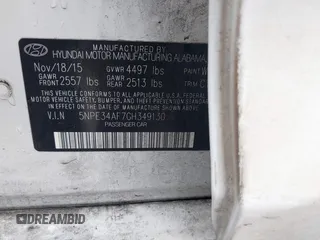 HYUNDAI MOTOR MANUFACTURING ALABAMA,
Nov/18/15 GVWR 4497 lbs PAINT W
GAWR FRONT 2557 lbs GAWR REAR 2513 lbs TRIM
THIS VEHICLE CONFORMS TO ALL APPLICABLE
FEDERAL MOTOR VEHICLE SAFETY, BUMPER,
AND THEFT PREVENTION STANDARDS IN EFFECT ON
THE DATE OF MANUFACTURE SHOWN ABOVE.
V.I.N 5NPE34AF7GH349130
PASSENGER CAR
DREAMBID